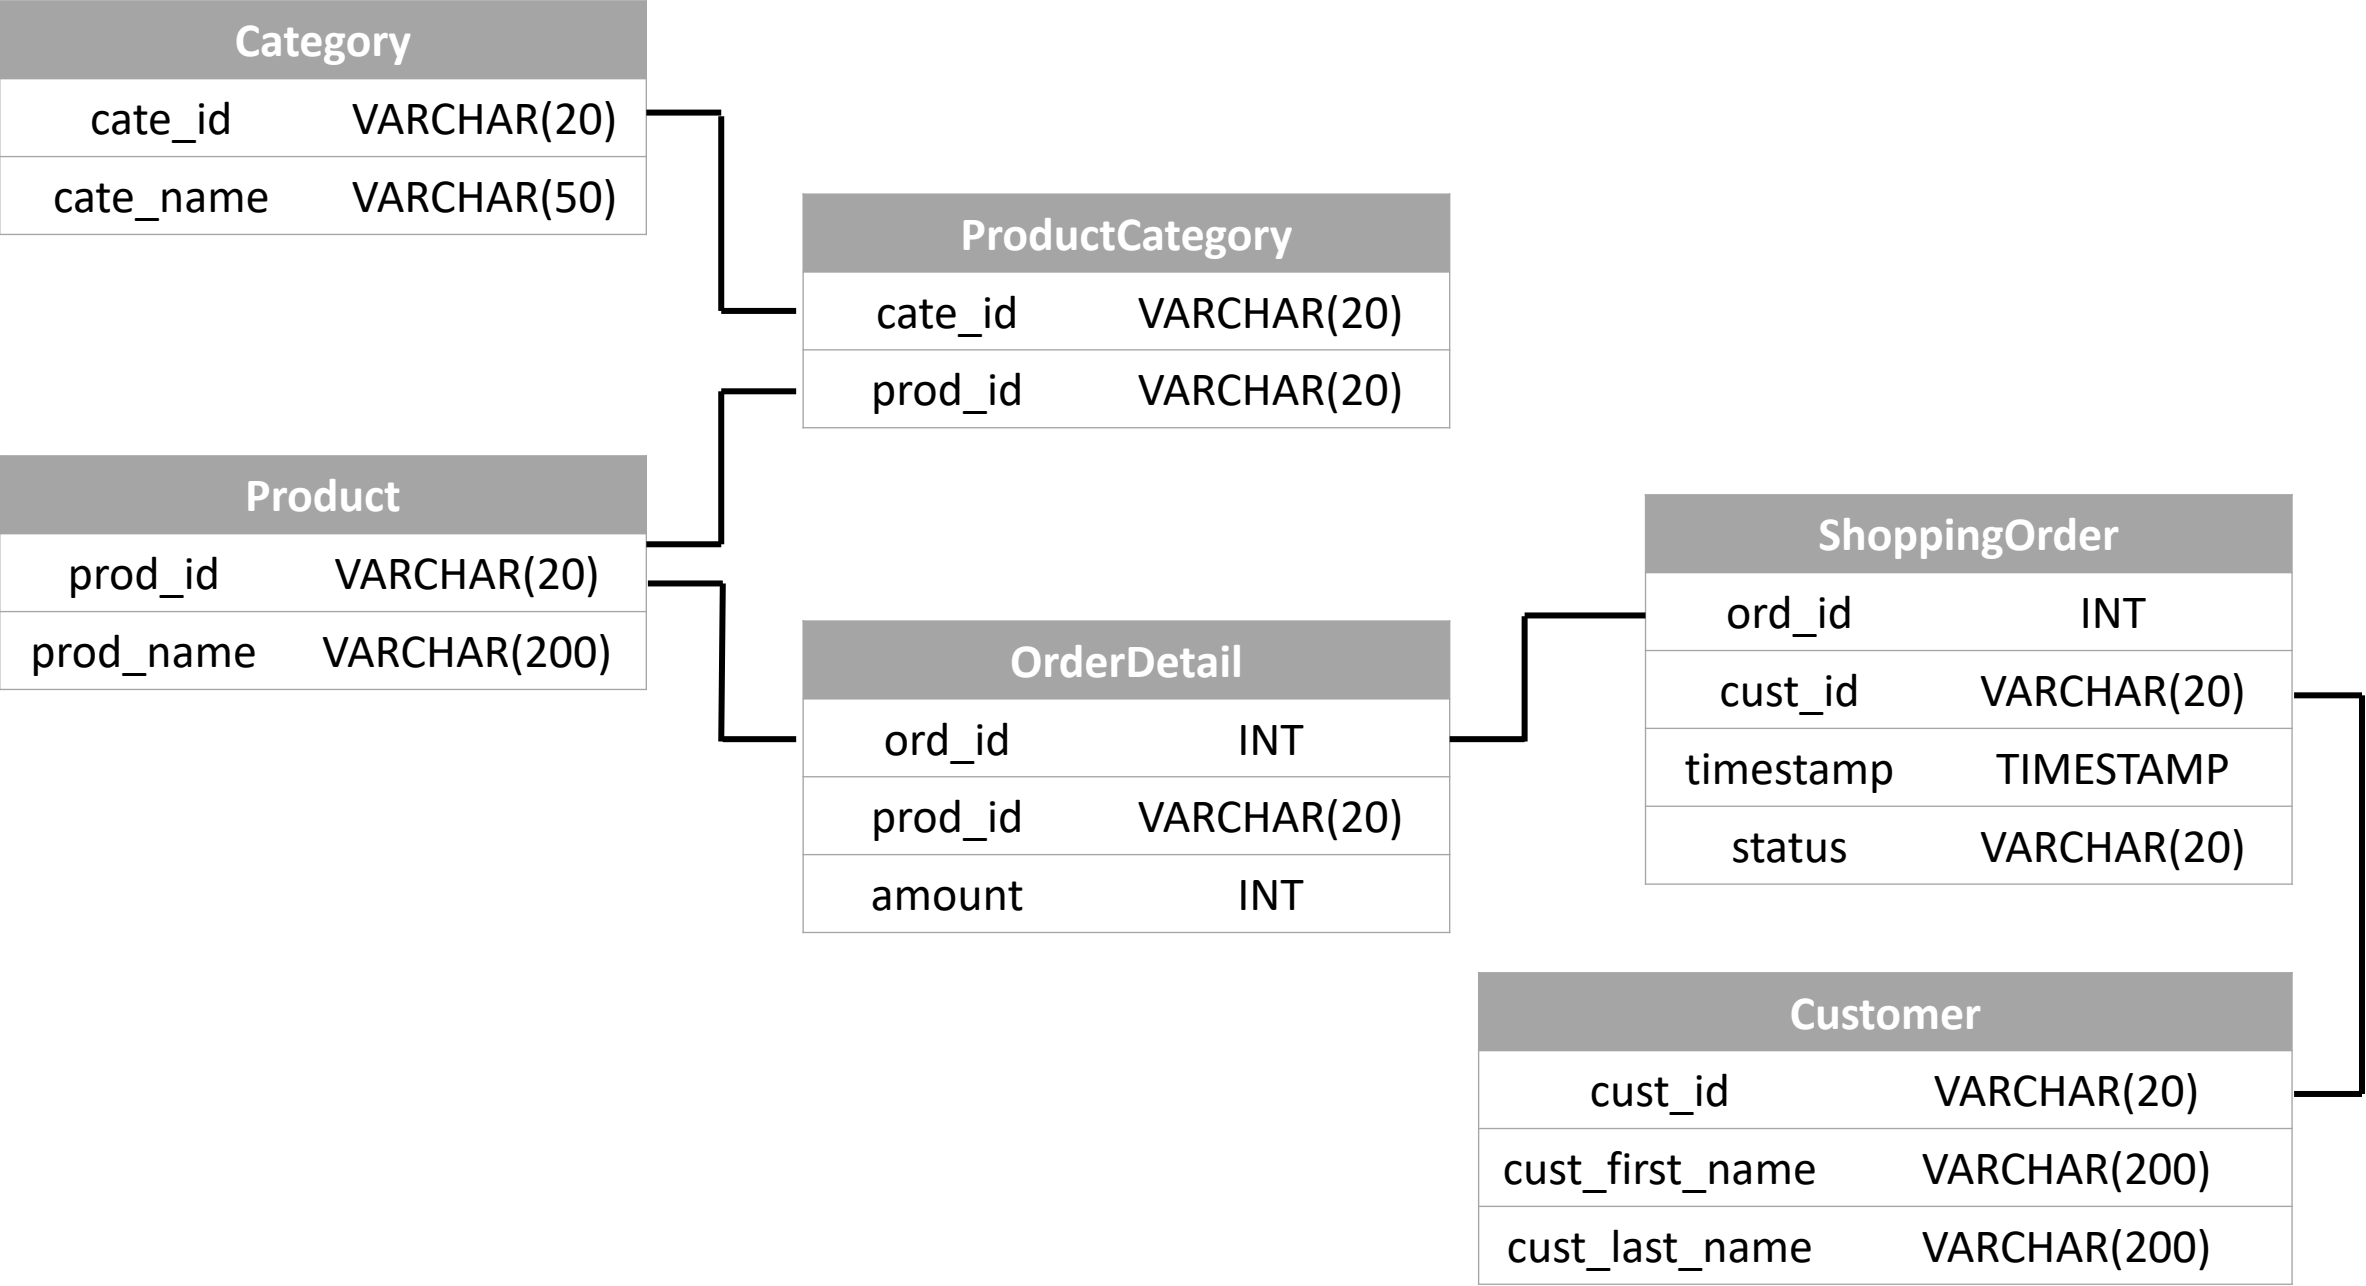 Category
cate_id VARCHAR(20)
cate_name VARCHAR(50)
ProductCategory
cate_id VARCHAR(20)
prod_id VARCHAR(20)
Product
prod_id VARCHAR(20)
prod_name VARCHAR(200)
OrderDetail
ord_id INT
prod_id VARCHAR(20)
amount INT
ShoppingOrder
ord_id INT
cust_id VARCHAR(20)
timestamp TIMESTAMP
status VARCHAR(20)
Customer
cust_id VARCHAR(20)
cust_first_name VARCHAR(200)
cust_last_name VARCHAR(200)